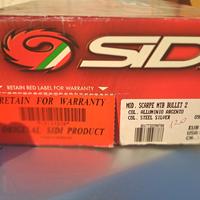 SiDI
RETAIN RED LABEL FOR WARRANTY
RETAIN FOR WARRANTY
ORIGINAL SIDI PRODUCT
MOD. SCARPE MTB BULLET 2
COL. ALLUMINIO ARGENTO
COL. STEEL SILVER